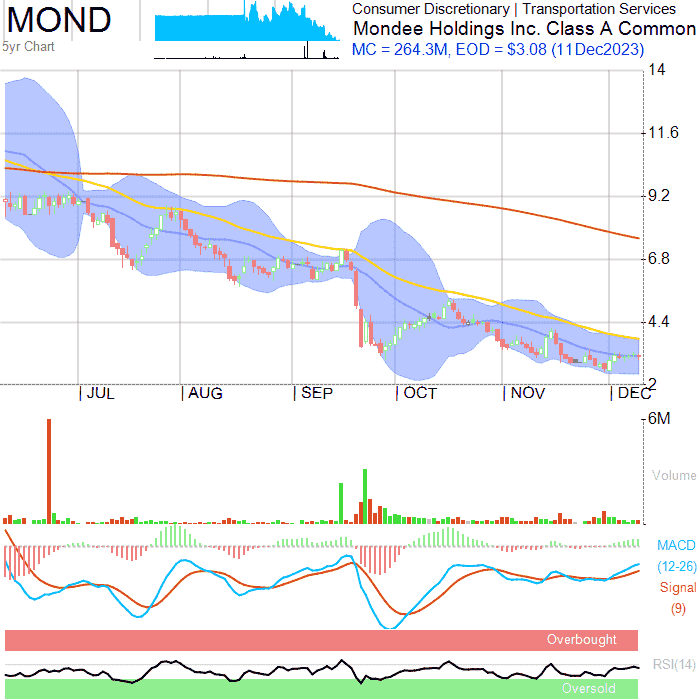 MOND
5yr Chart
Consumer Discretionary | Transportation Services
Mondee Holdings Inc. Class A Common
MC = 264.3M, EOD = $3.08 (11Dec2023)
14
11.6
9.2
6.8
4.4
2
JUL AUG SEP OCT NOV DEC
6M
Volume
MACD
(12-26)
Signal
(9)
Overbought
RSI(14)
Oversold